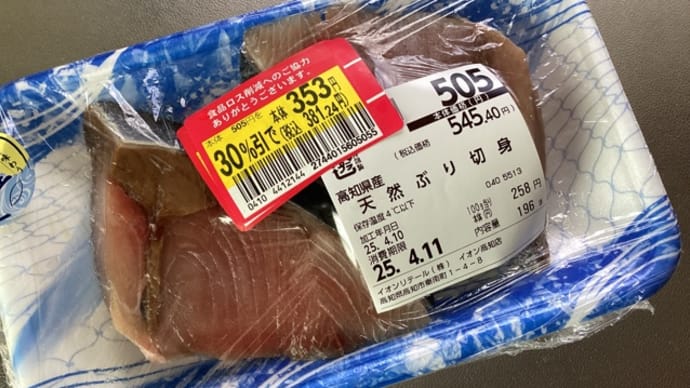 食品ロス削減へのご協力
ありがとうございます。
本体 505円を 本体 353円
30%引で (税込 381.24円)
0410 4412144 2744015605055
505
本体価格(円)
545.40円)
(税込価格
高知県産
天然ぶり切身
040 5513
保存温度4℃以下
加工年月日
25. 4.10
消費期限
25. 4.11
100g当り 258円
内容量 196g
イオンリテール(株) イオン高知店
高知県高知市秦南町1-4-8